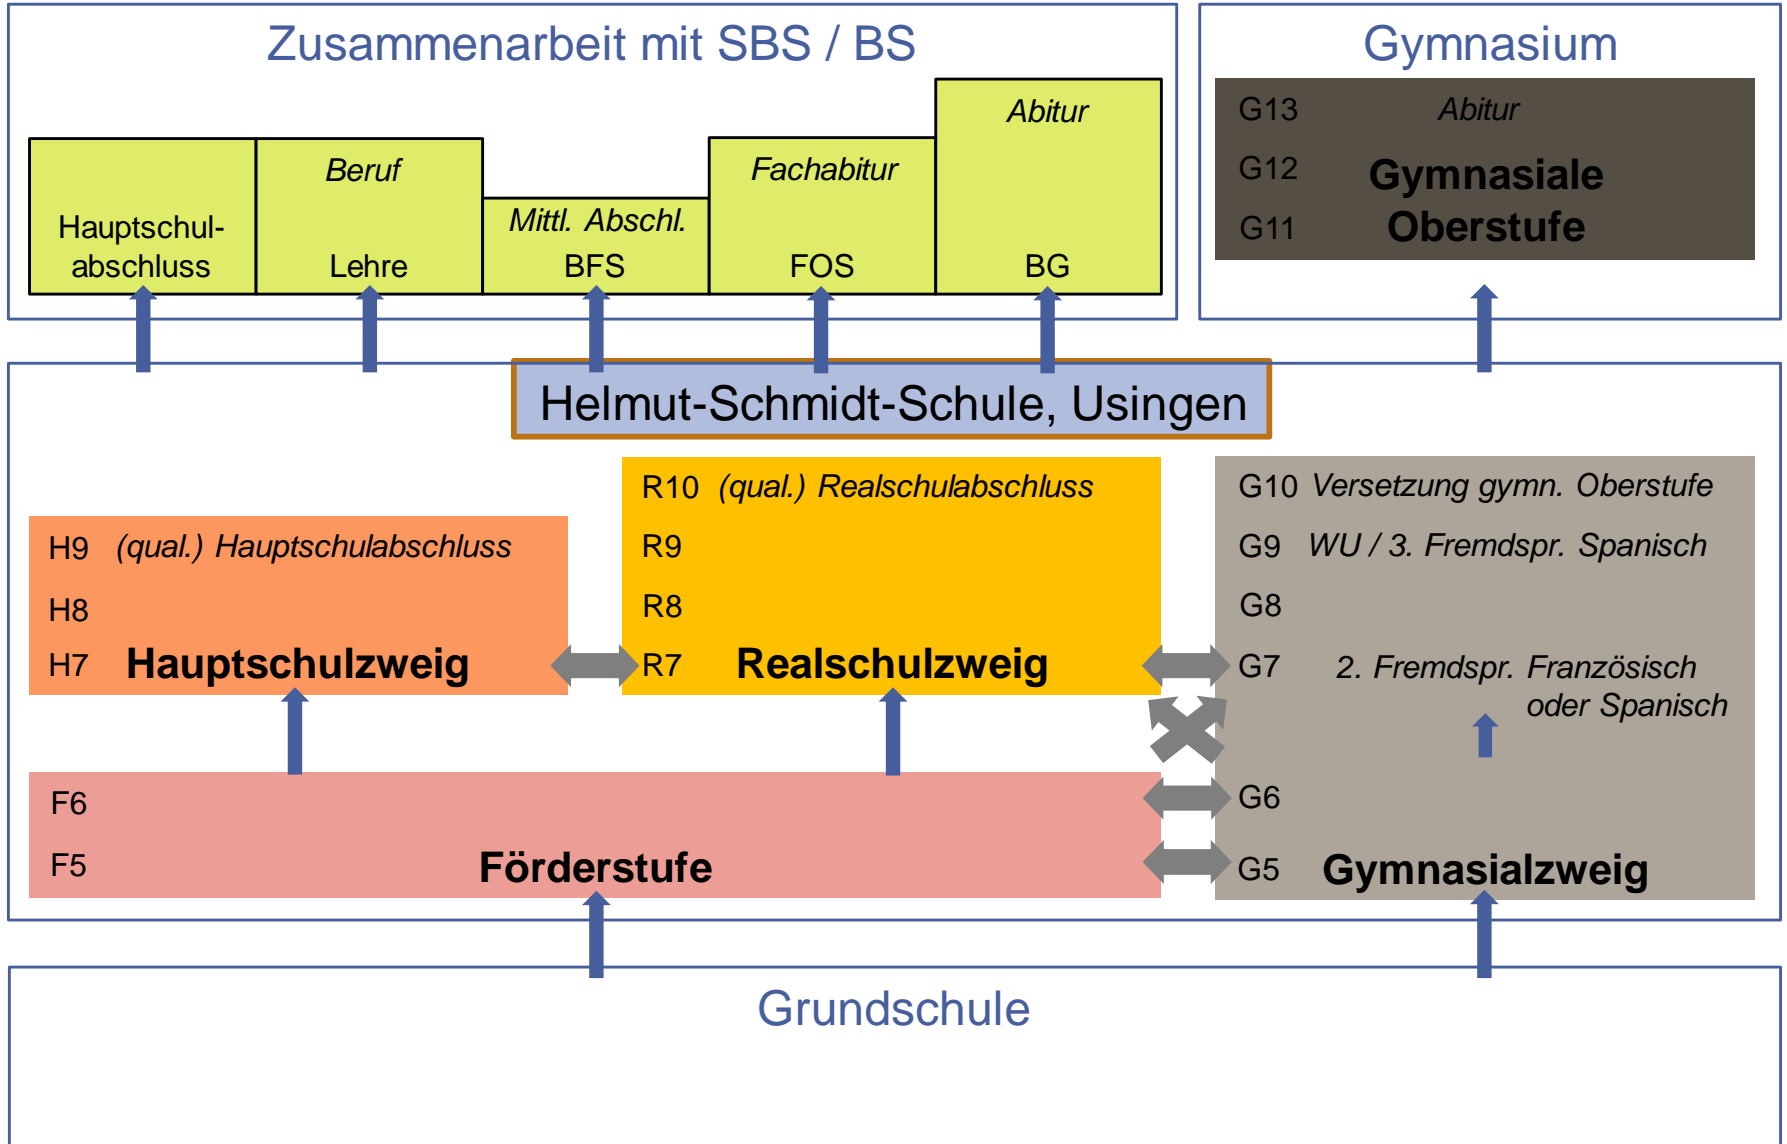 Zusammenarbeit mit SBS / BS
Hauptschul-
abschluss
Beruf
Lehre
Mittl. Abschl.
BFS
Fachabitur
FOS
Abitur
BG
Gymnasium
G13 Abitur
G12 Gymnasiale
G11 Oberstufe
Helmut-Schmidt-Schule, Usingen
H9 (qual.) Hauptschulabschluss
H8
H7 Hauptschulzweig
R10 (qual.) Realschulabschluss
R9
R8
R7 Realschulzweig
G10 Versetzung gymn. Oberstufe
G9 WU / 3. Fremdspr. Spanisch
G8
G7 2. Fremdspr. Französisch
oder Spanisch
G6
G5 Gymnasialzweig
F6
F5 Förderstufe
Grundschule